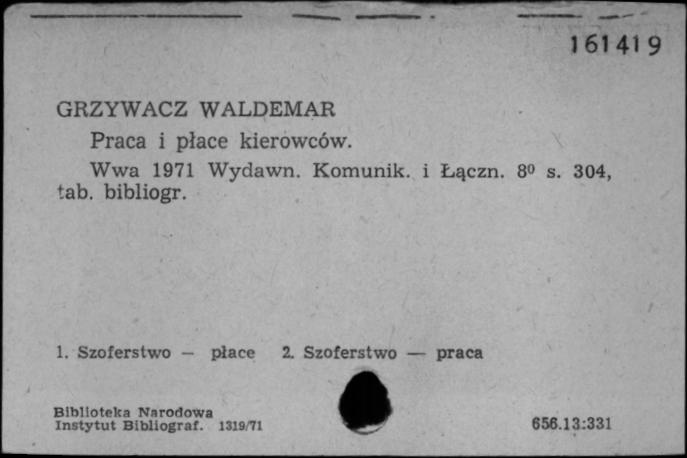 161419
GRZYWACZ WALDEMAR
Praca i płace kierowców.
Wwa 1971 Wydawn. Komunik. i Łączn. 8⁰ s. 304,
tab. bibliogr.
1. Szoferstwo — płace 2. Szoferstwo — praca
Biblioteka Narodowa
Instytut Bibliograf. 1319/71
656.13:331